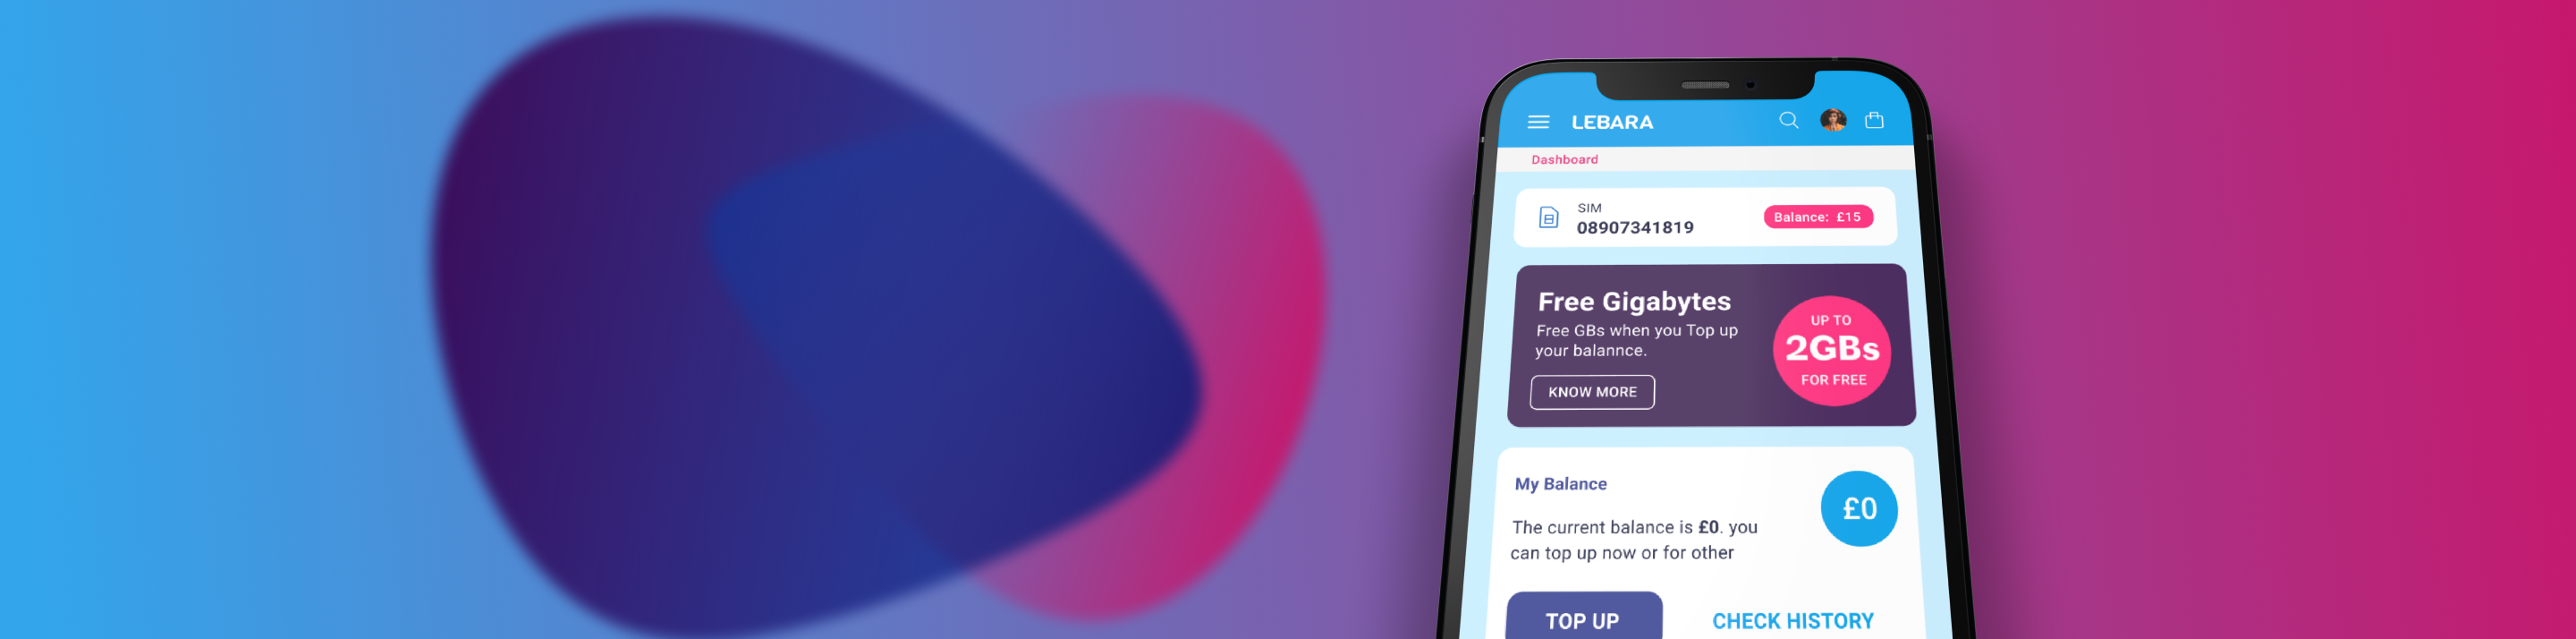 LEBARA
Dashboard
SIM
08907341819
Balance: £15
Free Gigabytes
Free GBs when you Top up
your balannce.
KNOW MORE
UP TO
2GBs
FOR FREE
My Balance
£0
The current balance is £0. you
can top up now or for other
TOP UP
CHECK HISTORY